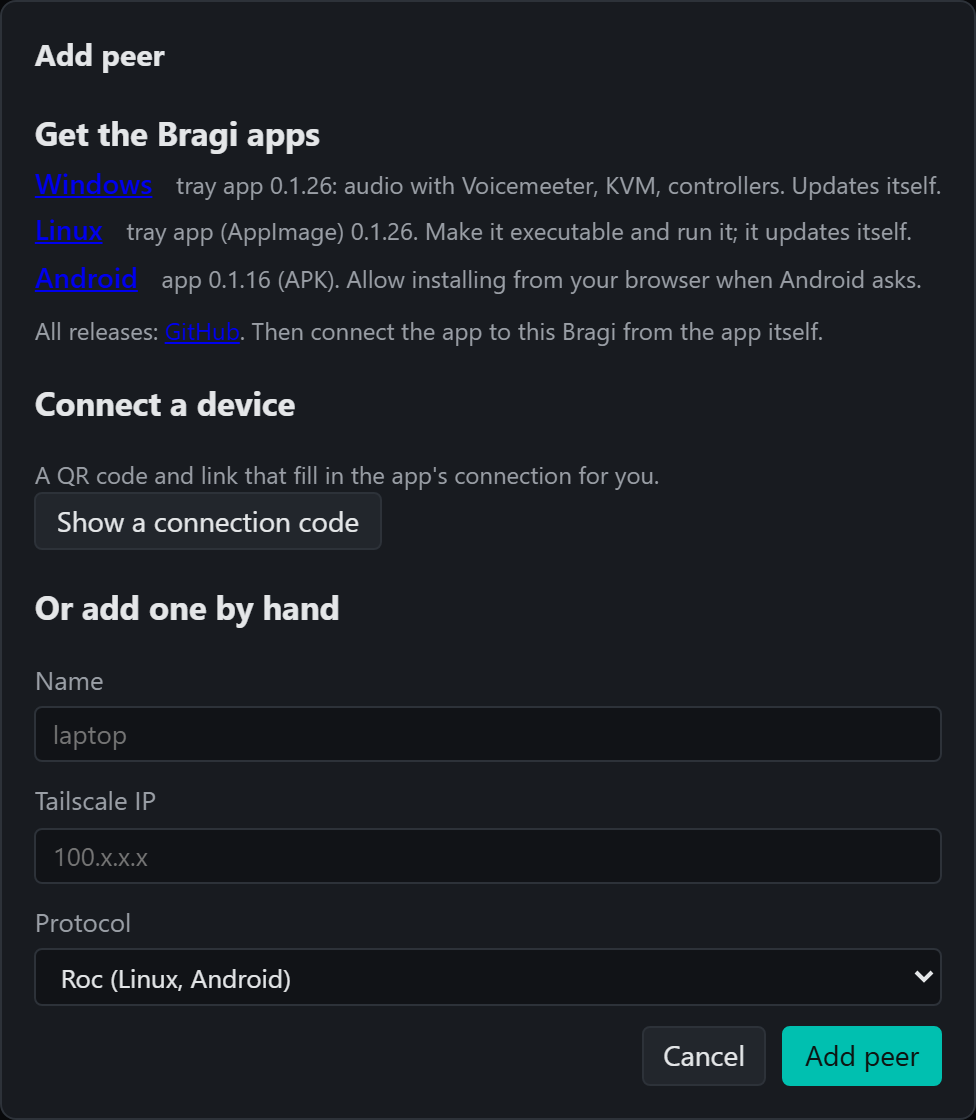 Add peer
Get the Bragi apps
Windows tray app 0.1.26: audio with Voicemeeter, KVM, controllers. Updates itself.
Linux tray app (AppImage) 0.1.26. Make it executable and run it; it updates itself.
Android app 0.1.16 (APK). Allow installing from your browser when Android asks.
All releases: GitHub. Then connect the app to this Bragi from the app itself.
Connect a device
A QR code and link that fill in the app's connection for you.
Show a connection code
Or add one by hand
Name
laptop
Tailscale IP
100.x.x.x
Protocol
Roc (Linux, Android)
Cancel Add peer